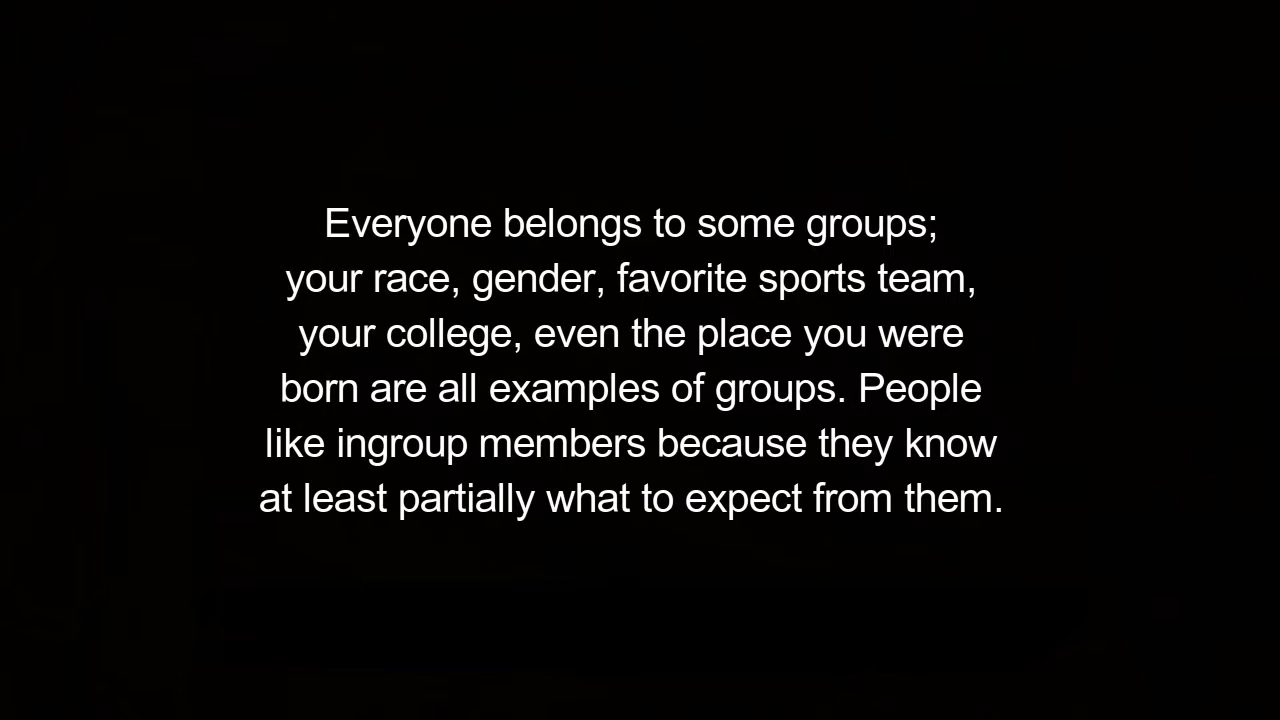 Everyone belongs to some groups;
your race, gender, favorite sports team,
your college, even the place you were
born are all examples of groups. People
like ingroup members because they know
at least partially what to expect from them.